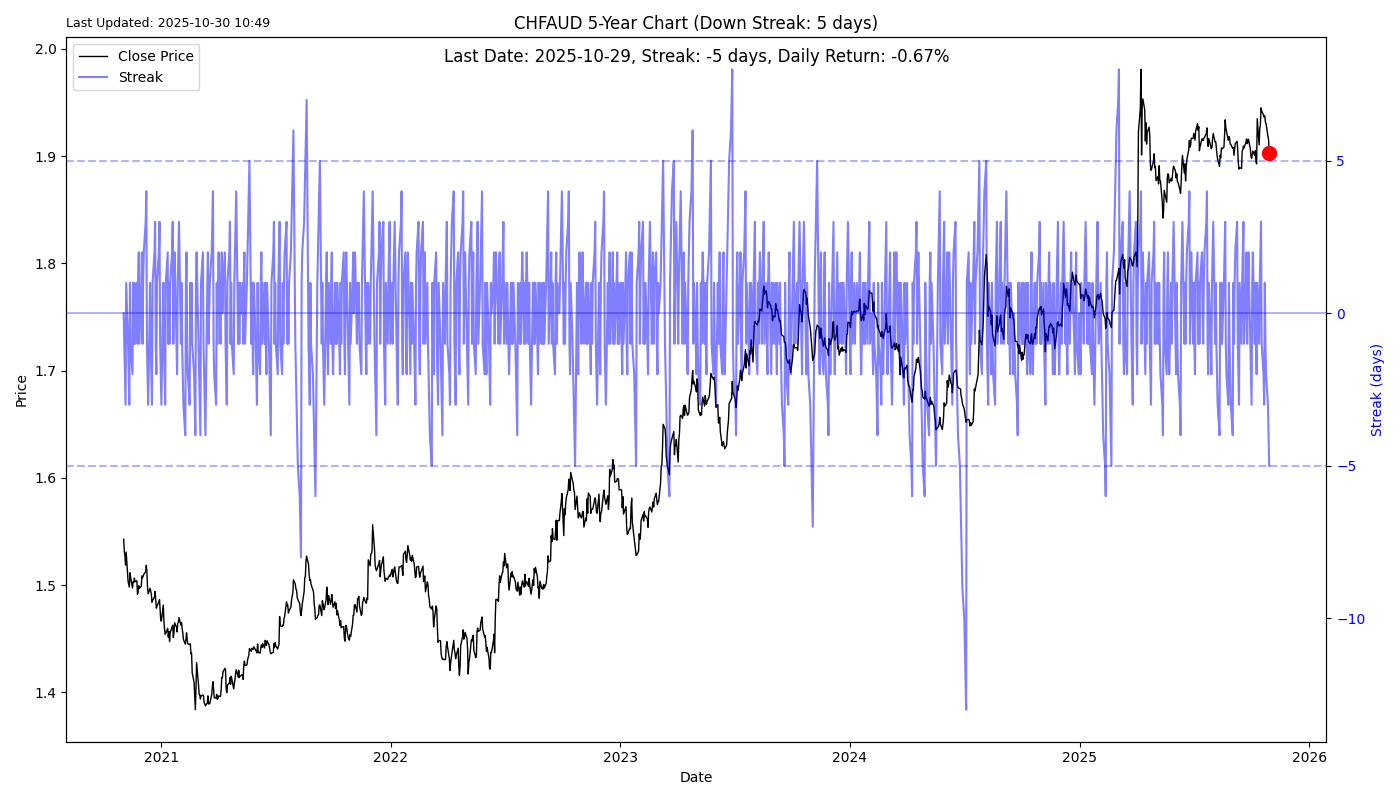 Last Updated: 2025-10-30 10:49
CHFAUD 5-Year Chart (Down Streak: 5 days)
Last Date: 2025-10-29, Streak: -5 days, Daily Return: -0.67%
Close Price
Streak
2.0
1.9
1.8
1.7
1.6
1.5
1.4
Price
5
0
−5
−10
Streak (days)
2021 2022 2023 2024 2025 2026
Date